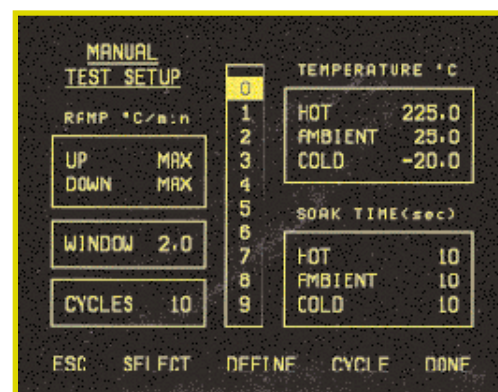 MANUAL
TEST SETUP
RAMP °C/min
UP MAX
DOWN MAX
WINDOW 2.0
CYCLES 10
0
1
2
3
4
5
6
7
8
9
TEMPERATURE °C
HOT 225.0
AMBIENT 25.0
COLD -20.0
SOAK TIME(sec)
HOT 10
AMBIENT 10
COLD 10
ESC SELECT DEFINE CYCLE DONE